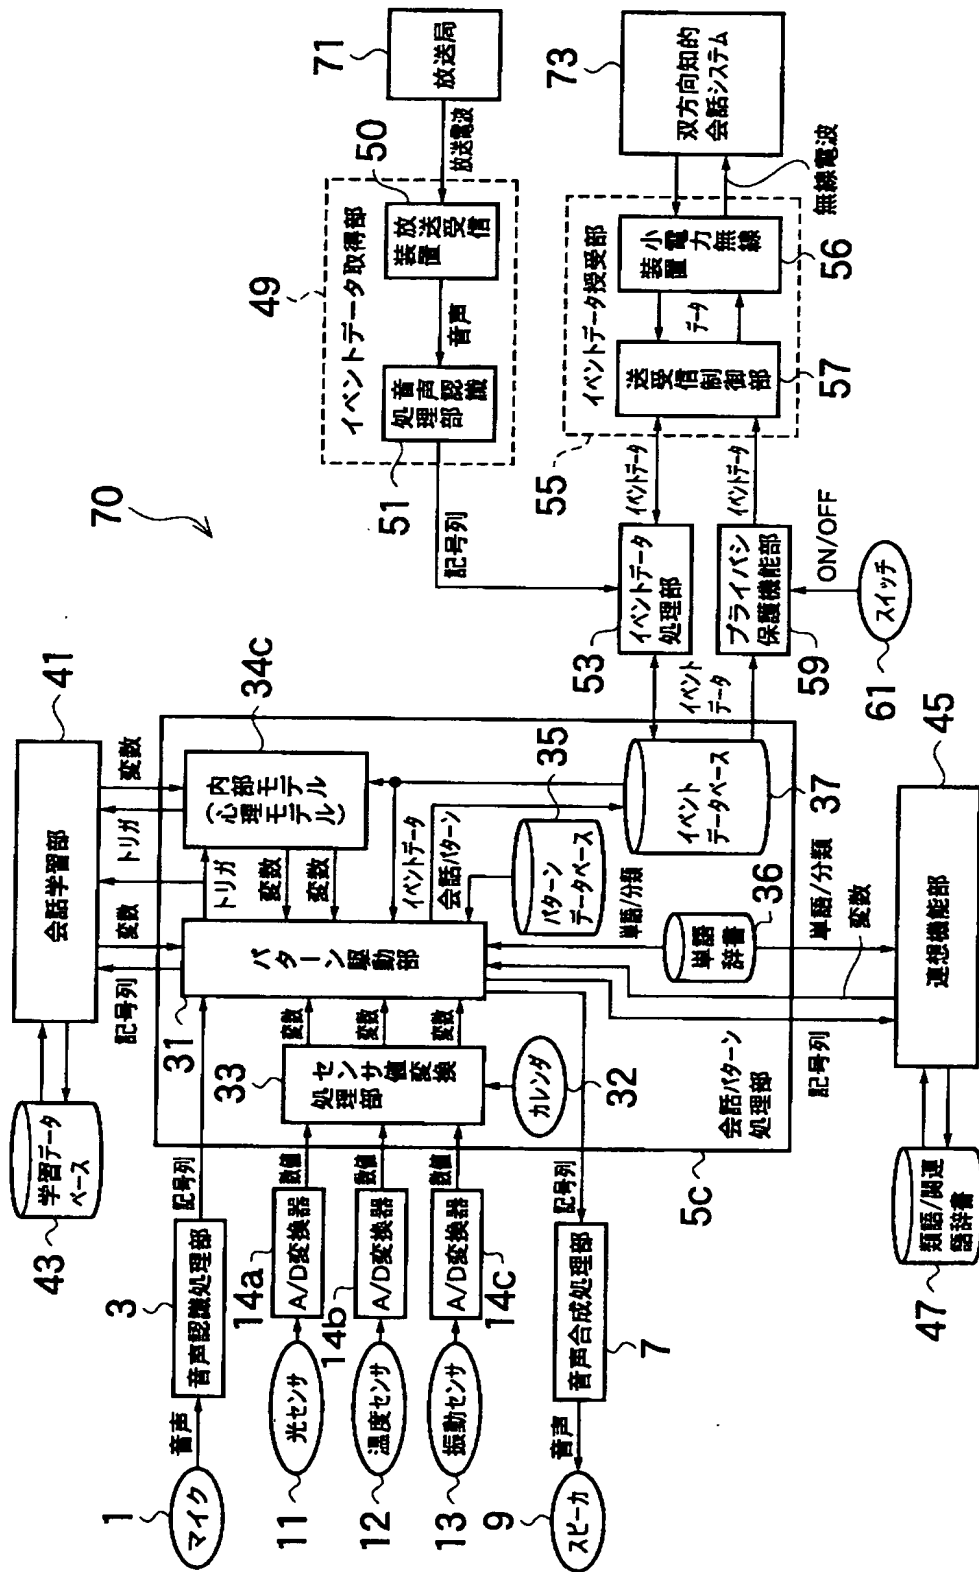 70
1
マイク
音声
3
音声認識処理部
記号列
43
学習データ
ベース
41
会話学習部
記号列
変数
トリガ
変数
11
光センサ
14a
A/D変換器
数値
12
温度センサ
14b
A/D変換器
数値
13
振動センサ
14c
A/D変換器
数値
33
センサ値変換
処理部
変数
変数
変数
32
カレンダ
31
パターン駆動部
トリガ
変数
変数
34c
内部モデル
(心理モデル)
イベントデータ
会話パターン
35
パターン
データベース
単語/分類
36
単語
辞書
37
イベント
データベース
会話パターン
処理部
5c
9
スピーカ
音声
7
音声合成処理部
記号列
記号列
単語/分類
変数
45
連想機能部
47
類語/関連
語辞書
49
イベントデータ取得部
51
音声認識
処理部
音声
50
放送受信
装置
放送電波
71
放送局
記号列
53
イベントデータ
処理部
イベント
データ
イベントデータ
59
プライバシ
保護機能部
イベントデータ
ON/OFF
61
スイッチ
55
イベントデータ授受部
57
送受信制御部
データ
56
小電力無線
装置
無線電波
73
双方向知的
会話システム